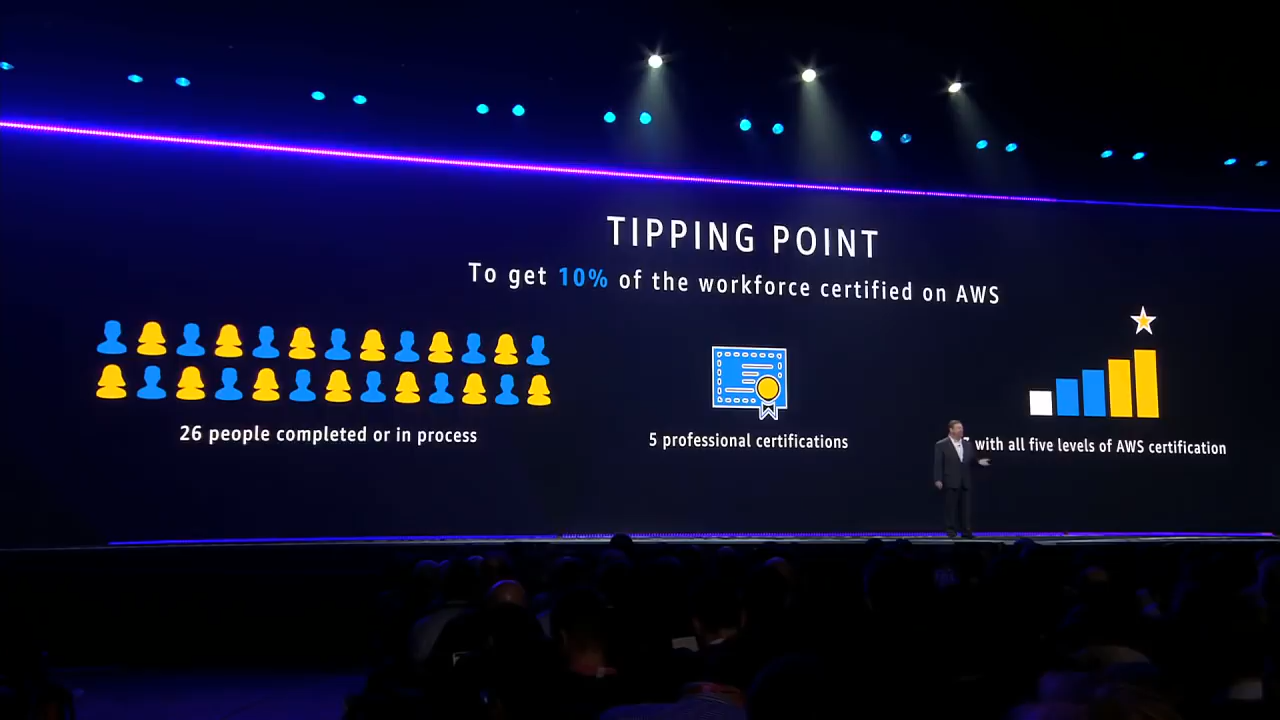 TIPPING POINT
To get 10% of the workforce certified on AWS
26 people completed or in process
5 professional certifications
with all five levels of AWS certification